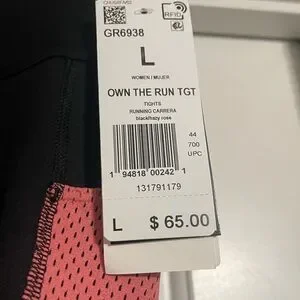 GR6938
RFID
L
WOMEN / MUJER
OWN THE RUN TGT
TIGHTS
RUNNING CARRERA
black/hazy rose
44
700
UPC
1 94818 00242 1
131791179
L $ 65.00